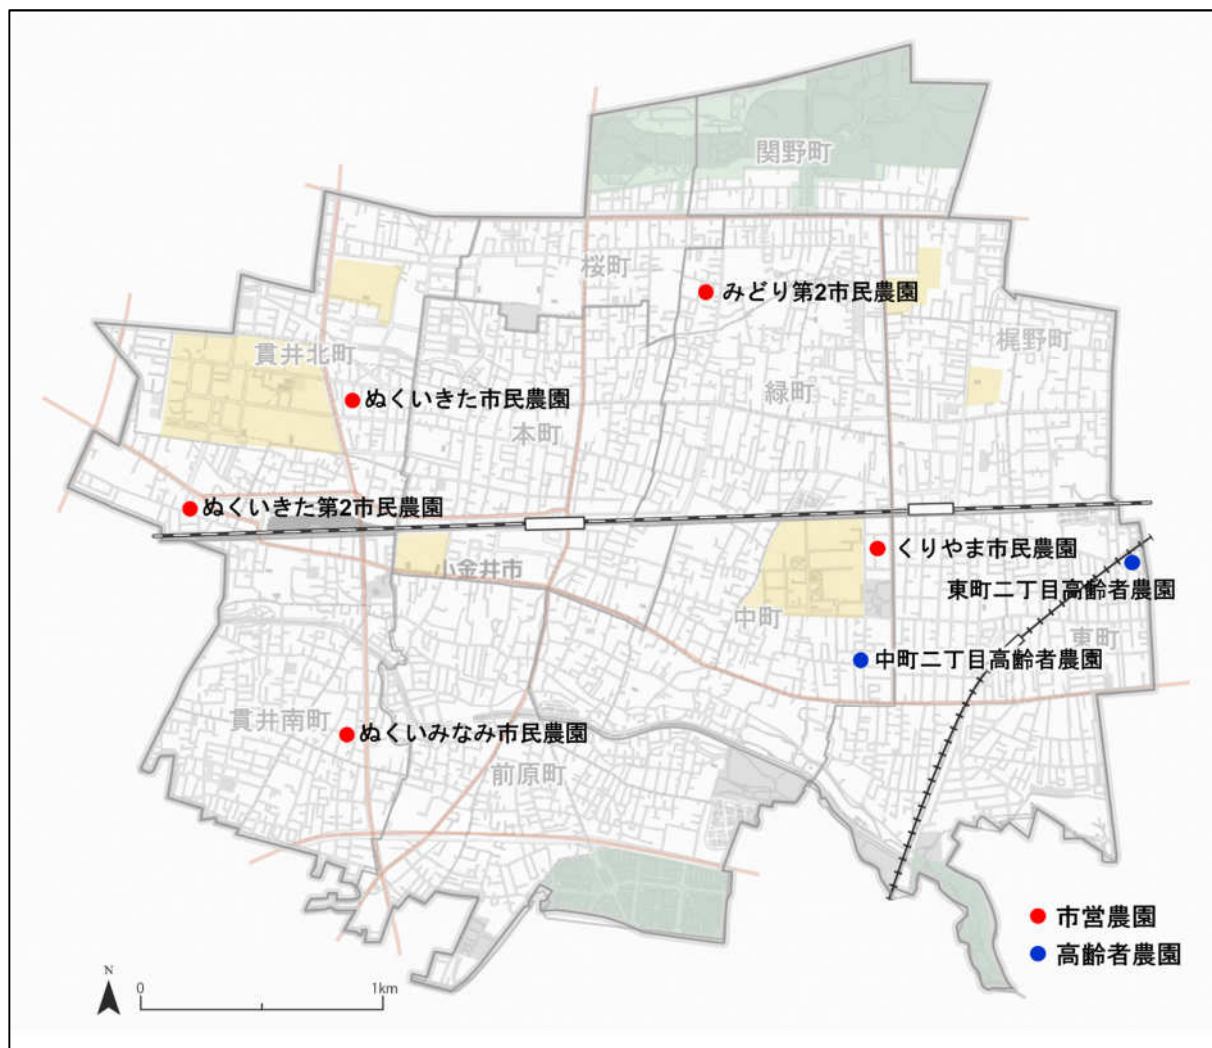 関野町
桜町
みどり第2市民農園
梶野町
貫井北町
緑町
ぬくいきた市民農園
本町
ぬくいきた第2市民農園
くりやま市民農園
小金井市
東町二丁目高齢者農園
中町
東町
中町二丁目高齢者農園
貫井南町
ぬくいみなみ市民農園
前原町
市営農園
高齢者農園
N
0
1km